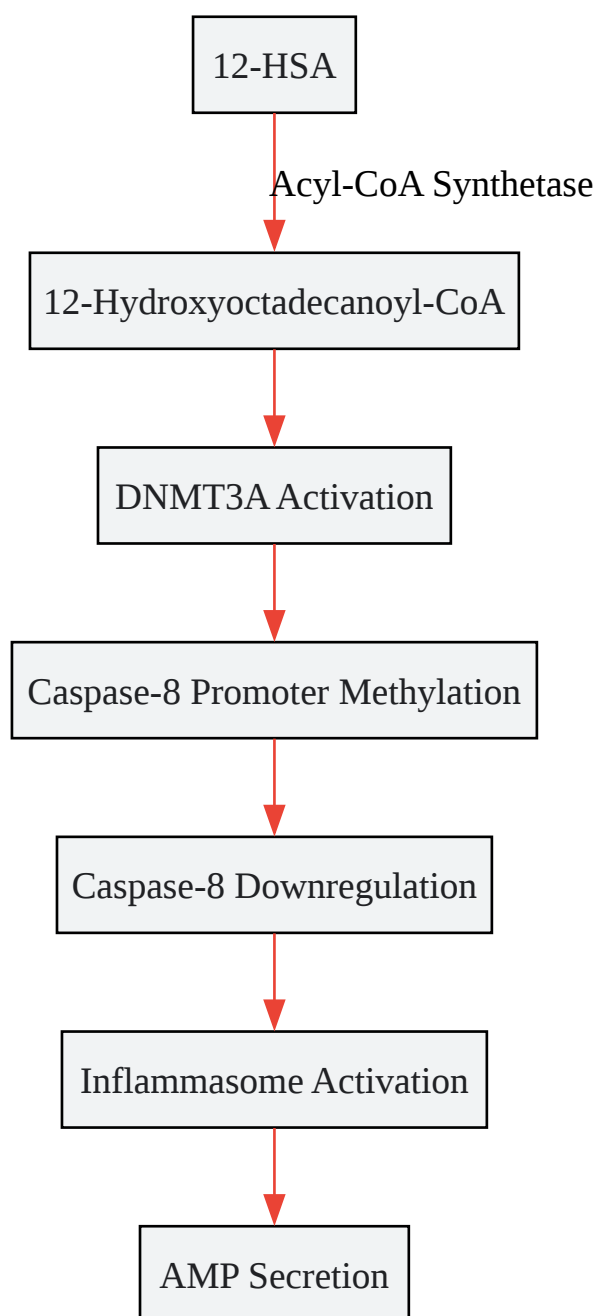 12-HSA
Acyl-CoA Synthetase
12-Hydroxyoctadecanoyl-CoA
DNMT3A Activation
Caspase-8 Promoter Methylation
Caspase-8 Downregulation
Inflammasome Activation
AMP Secretion